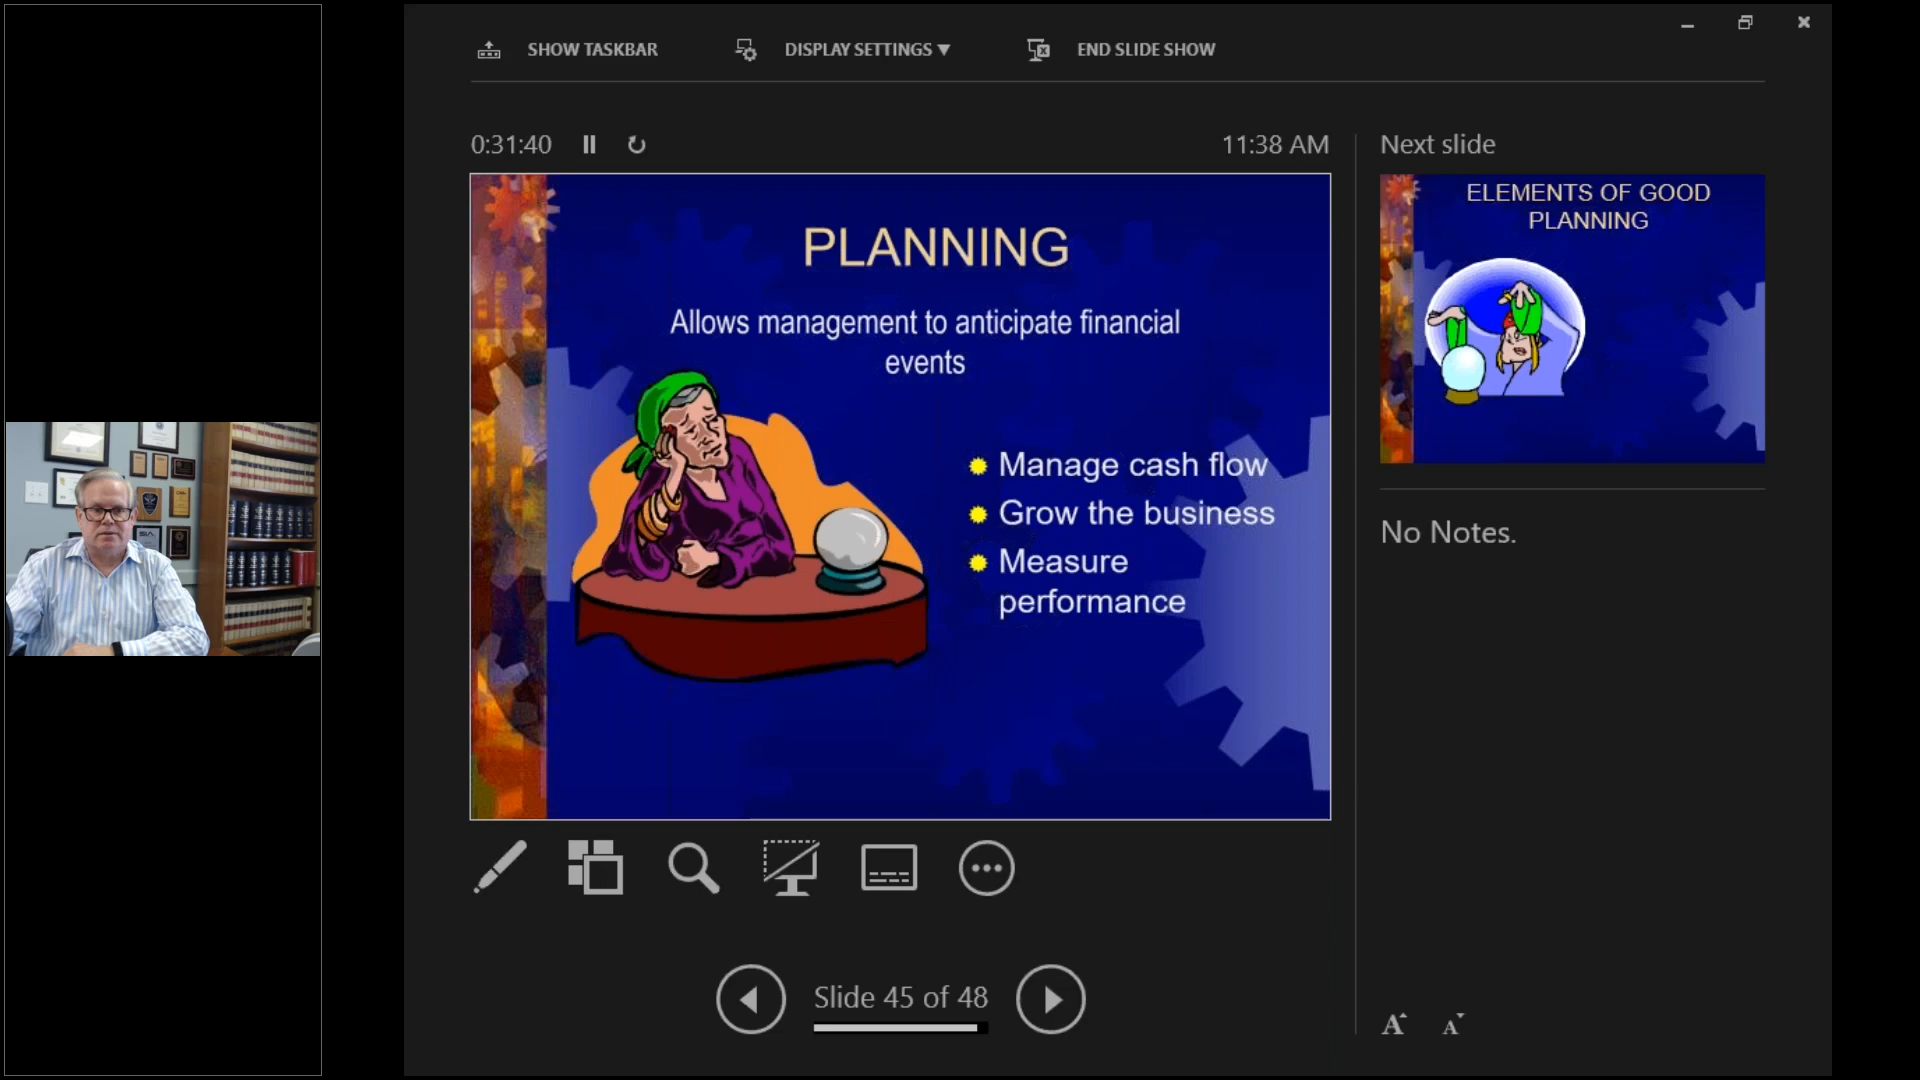 SHOW TASKBAR
DISPLAY SETTINGS ▼
END SLIDE SHOW
0:31:40
11:38 AM
Next slide
PLANNING
Allows management to anticipate financial
events
Manage cash flow
Grow the business
Measure
performance
ELEMENTS OF GOOD
PLANNING
No Notes.
Slide 45 of 48
A
A